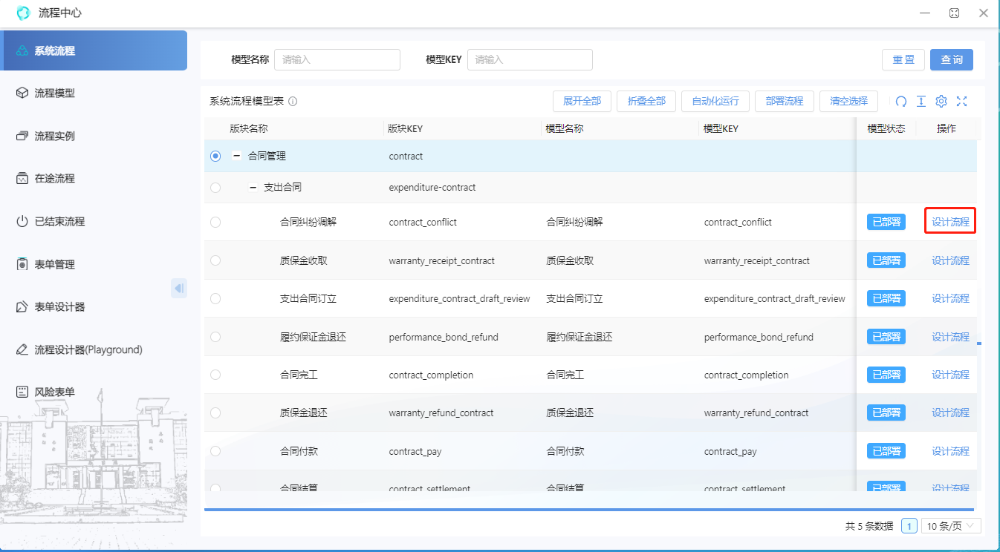 流程中心
系统流程
流程模型
流程实例
在途流程
已结束流程
表单管理
表单设计器
流程设计器(Playground)
风险表单
模型名称 请输入 模型KEY 请输入 重置 查询
系统流程模型表 展开全部 折叠全部 自动化运行 部署流程 清空选择
版块名称 版块KEY 模型名称 模型KEY 模型状态 操作
合同管理 contract
支出合同 expenditure-contract
合同纠纷调解 contract_conflict 合同纠纷调解 contract_conflict 已部署 设计流程
质保金收取 warranty_receipt_contract 质保金收取 warranty_receipt_contract 已部署 设计流程
支出合同订立 expenditure_contract_draft_review 支出合同订立 expenditure_contract_draft_review 已部署 设计流程
履约保证金退还 performance_bond_refund 履约保证金退还 performance_bond_refund 已部署 设计流程
合同完工 contract_completion 合同完工 contract_completion 已部署 设计流程
质保金退还 warranty_refund_contract 质保金退还 warranty_refund_contract 已部署 设计流程
合同付款 contract_pay 合同付款 contract_pay 已部署 设计流程
合同结算 contract_settlement 合同结算 contract_settlement 已部署 设计流程
共 5 条数据 1 10 条/页